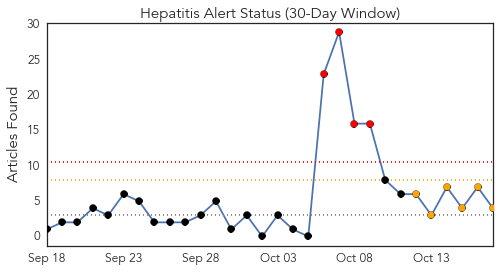 Hepatitis Alert Status (30-Day Window)
Articles Found
30
25
20
15
10
5
0
Sep 18 Sep 23 Sep 28 Oct 03 Oct 08 Oct 13